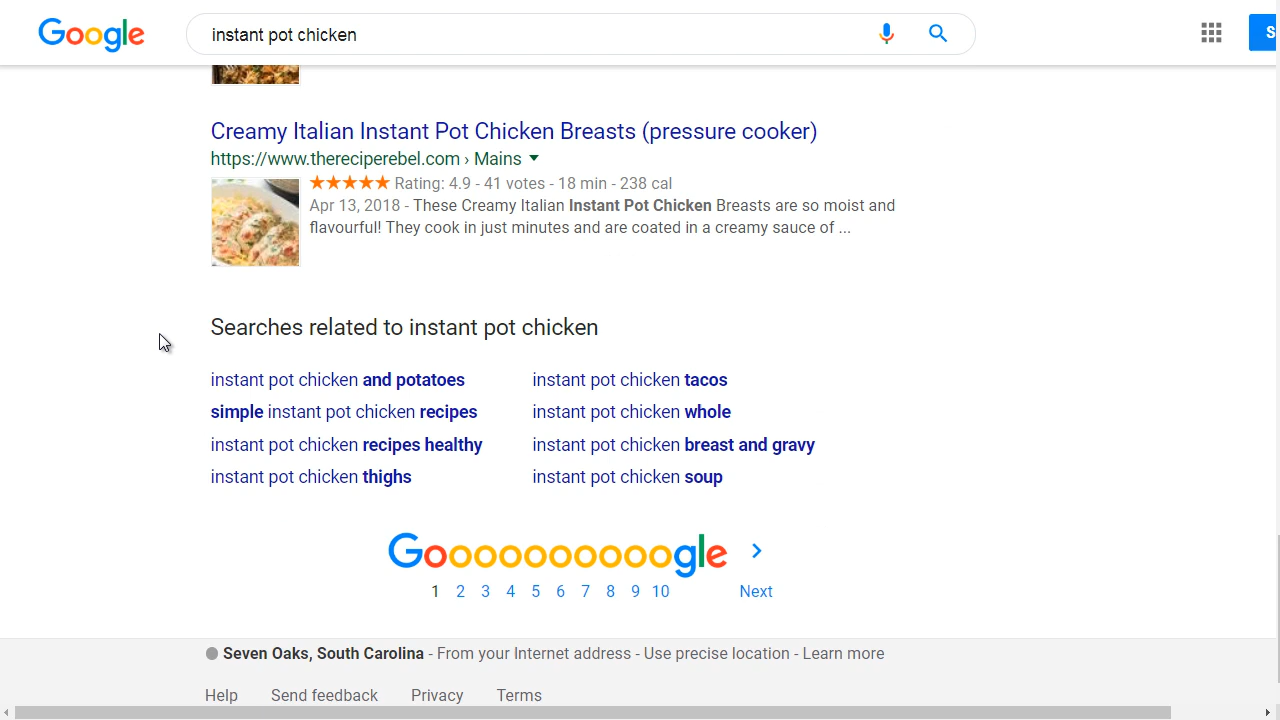 Google
instant pot chicken
S
Creamy Italian Instant Pot Chicken Breasts (pressure cooker)
https://www.thereciperebel.com › Mains
Rating: 4.9 - 41 votes - 18 min - 238 cal
Apr 13, 2018 - These Creamy Italian Instant Pot Chicken Breasts are so moist and
flavourful! They cook in just minutes and are coated in a creamy sauce of ...
Searches related to instant pot chicken
instant pot chicken and potatoes
instant pot chicken tacos
simple instant pot chicken recipes
instant pot chicken whole
instant pot chicken recipes healthy
instant pot chicken breast and gravy
instant pot chicken thighs
instant pot chicken soup
Goooooooooogle
1 2 3 4 5 6 7 8 9 10 Next
Seven Oaks, South Carolina - From your Internet address - Use precise location - Learn more
Help Send feedback Privacy Terms